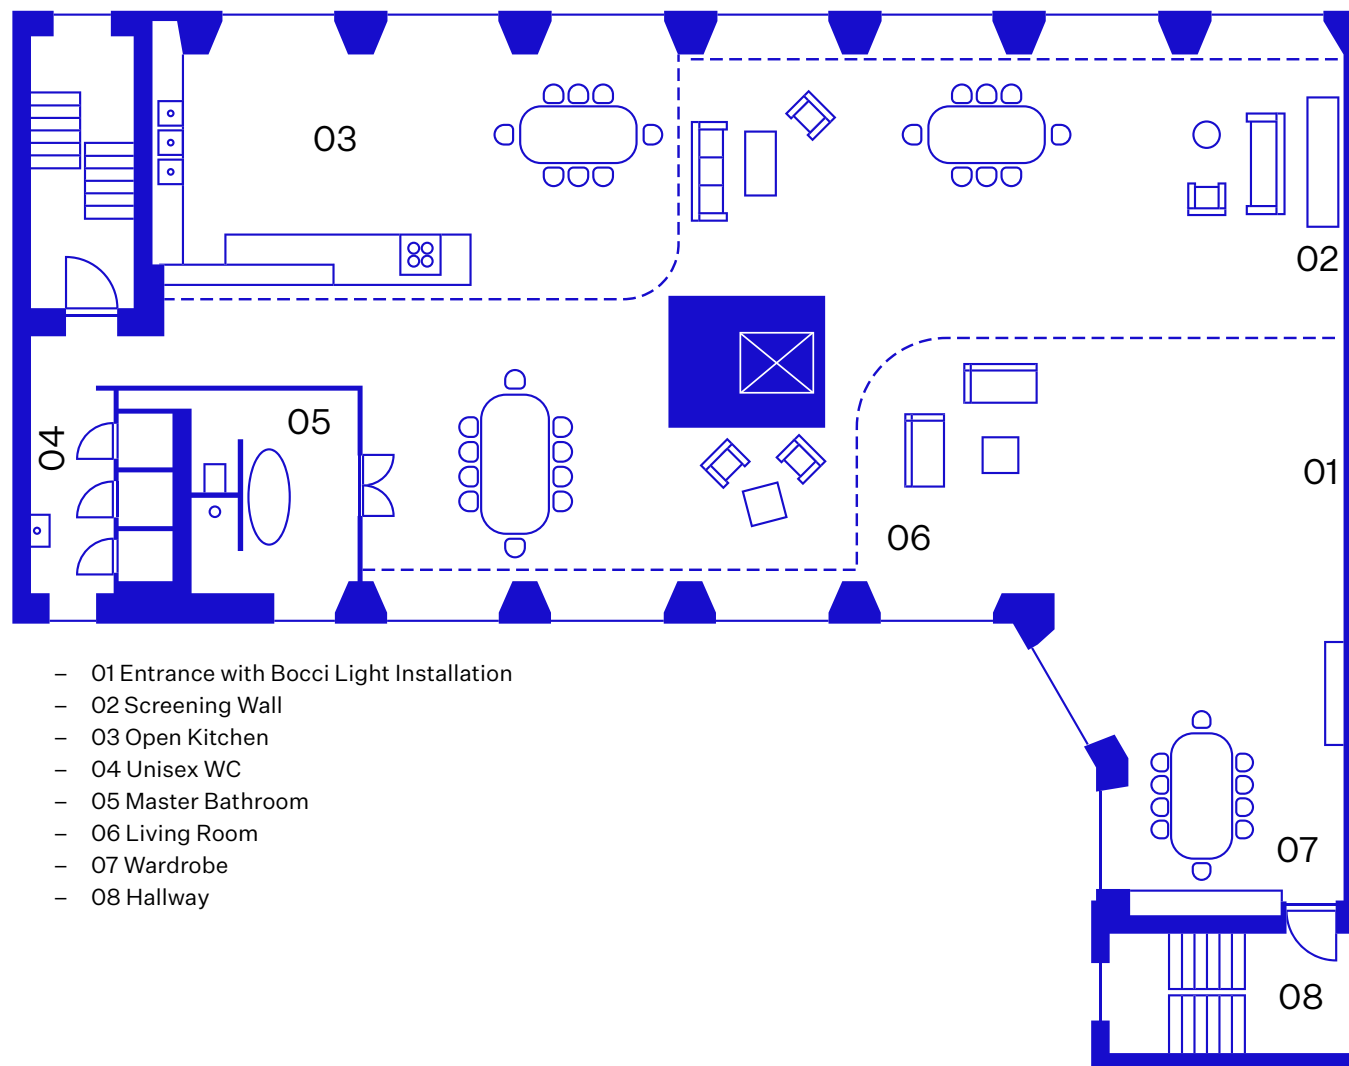 03
02
05
04
01
06
– 01 Entrance with Bocci Light Installation
– 02 Screening Wall
– 03 Open Kitchen
– 04 Unisex WC
– 05 Master Bathroom
– 06 Living Room
– 07 Wardrobe
– 08 Hallway
07
08